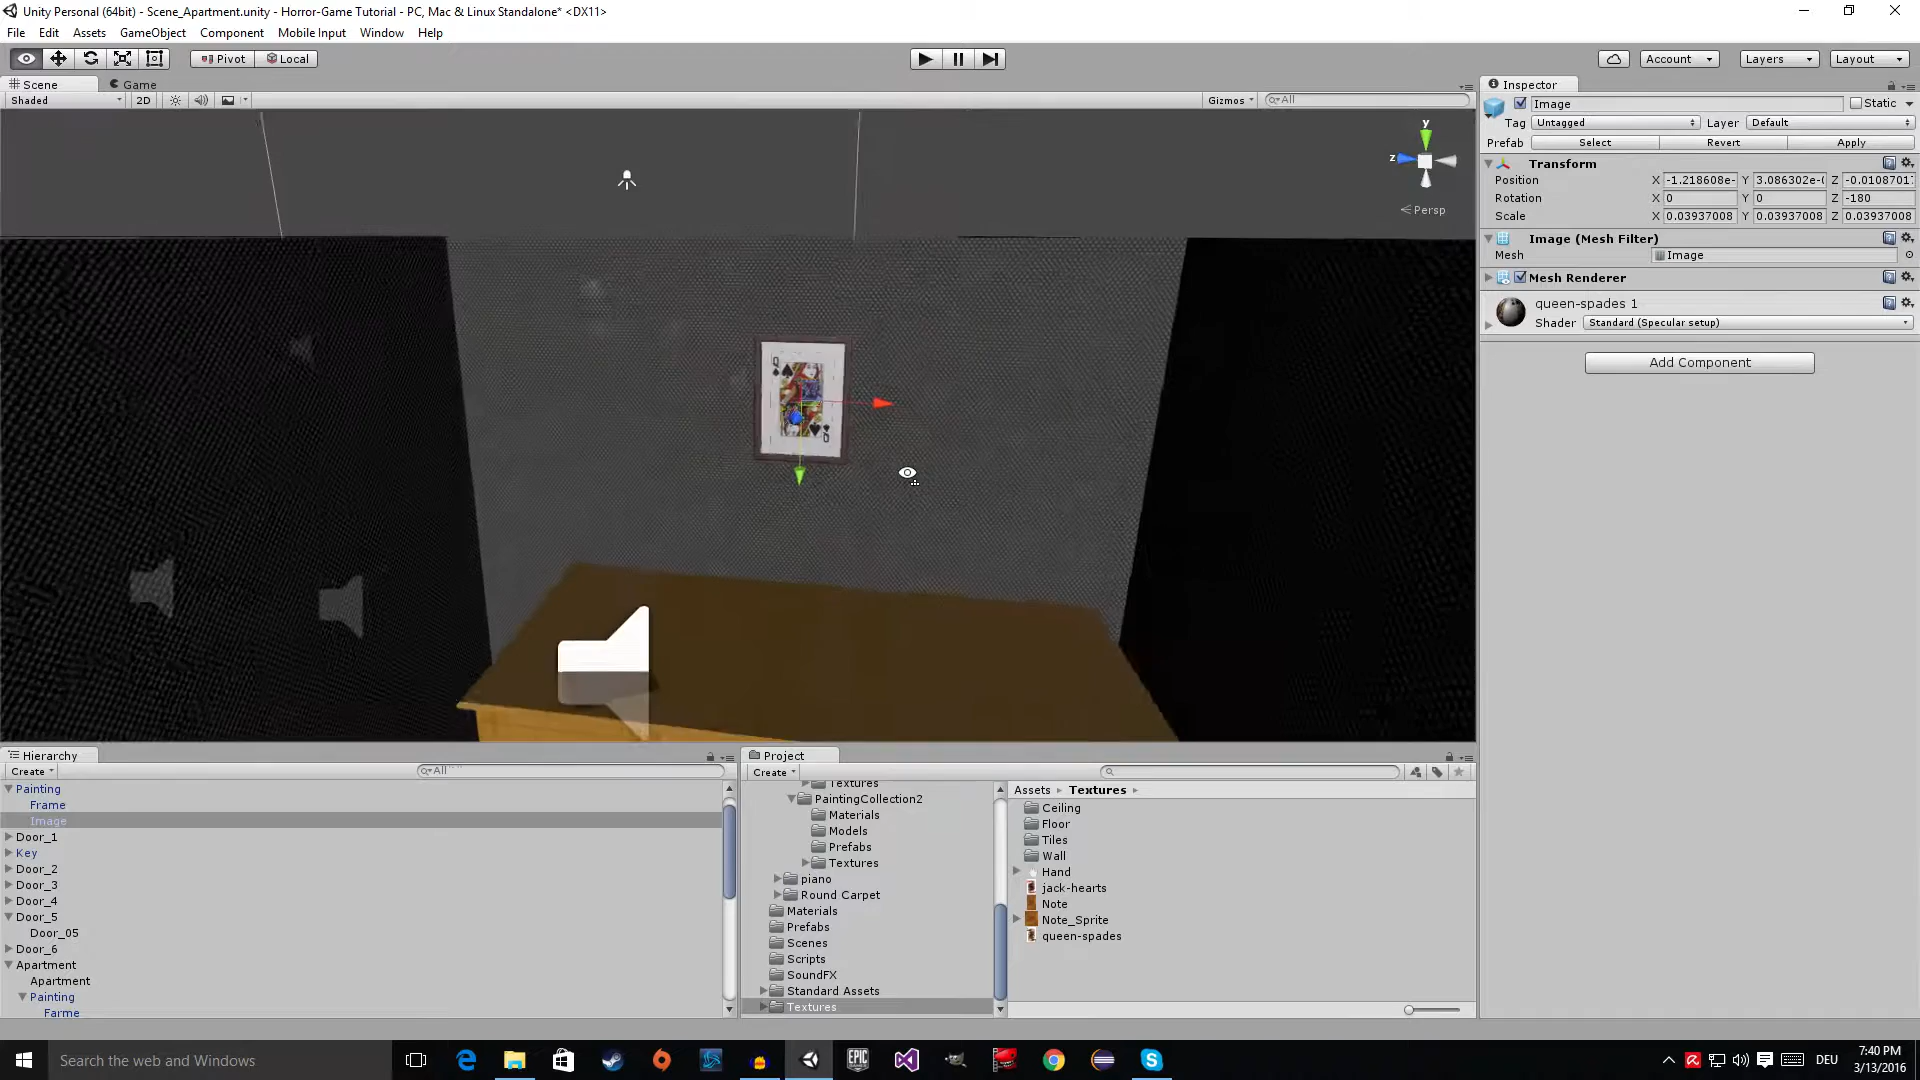 Unity Personal (64bit) - Scene_Apartment.unity - Horror-Game Tutorial - PC, Mac & Linux Standalone* <DX11>
File Edit Assets GameObject Component Mobile Input Window Help
Pivot Local Account Layers Layout
Scene Game
Shaded 2D Gizmos All
y
z
Persp
Q
Q
Inspector
Image Static
Tag Untagged Layer Default
Prefab Select Revert Apply
Transform
Position X -1.218608e- Y 3.086302e-( Z -0.0108701
Rotation X 0 Y 0 Z -180
Scale X 0.03937008 Y 0.03937008 Z 0.03937008
Image (Mesh Filter)
Mesh Image
Mesh Renderer
queen-spades 1
Shader Standard (Specular setup)
Add Component
Hierarchy
Create All
Painting
Frame
Image
Door_1
Key
Door_2
Door_3
Door_4
Door_5
Door_05
Door_6
Apartment
Apartment
Painting
Farme
Project
Create
Textures
PaintingCollection2
Materials
Models
Prefabs
Textures
piano
Round Carpet
Materials
Prefabs
Scenes
Scripts
SoundFX
Standard Assets
Textures
Assets Textures
Ceiling
Floor
Tiles
Wall
Hand
jack-hearts
Note
Note_Sprite
queen-spades
Search the web and Windows
EPIC GAMES
DEU
7:40 PM
3/13/2016